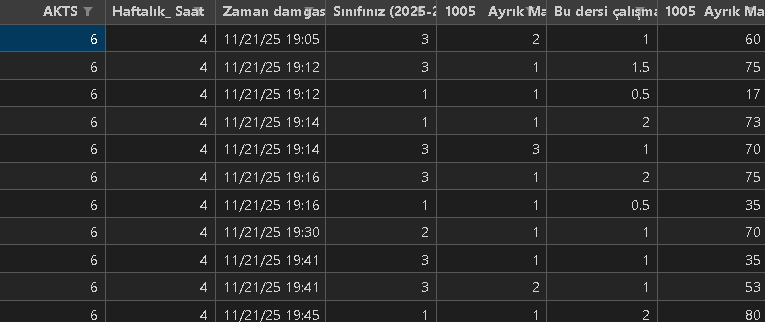 AKTS Haftalık_ Saat Zaman damgas Sınıfınız (2025-2 1005 Ayrık Ma Bu dersi çalışma 1005 Ayrık Ma
6 4 11/21/25 19:05 3 2 1 60
6 4 11/21/25 19:12 3 1 1.5 75
6 4 11/21/25 19:12 1 1 0.5 17
6 4 11/21/25 19:14 1 1 2 73
6 4 11/21/25 19:14 3 3 1 70
6 4 11/21/25 19:16 3 1 2 75
6 4 11/21/25 19:16 1 1 0.5 35
6 4 11/21/25 19:30 2 1 1 70
6 4 11/21/25 19:41 3 1 1 35
6 4 11/21/25 19:41 3 2 1 53
6 4 11/21/25 19:45 1 1 2 80